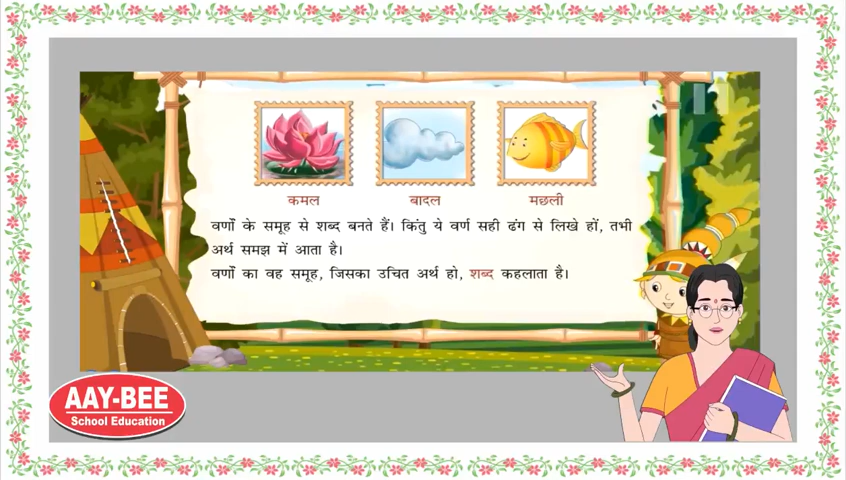 कमल
बादल
मछली
वर्णों के समूह से शब्द बनते हैं। किंतु ये वर्ण सही ढंग से लिखे हों, तभी
अर्थ समझ में आता है।
वर्णों का वह समूह, जिसका उचित अर्थ हो, शब्द कहलाता है।
AAY-BEE
School Education